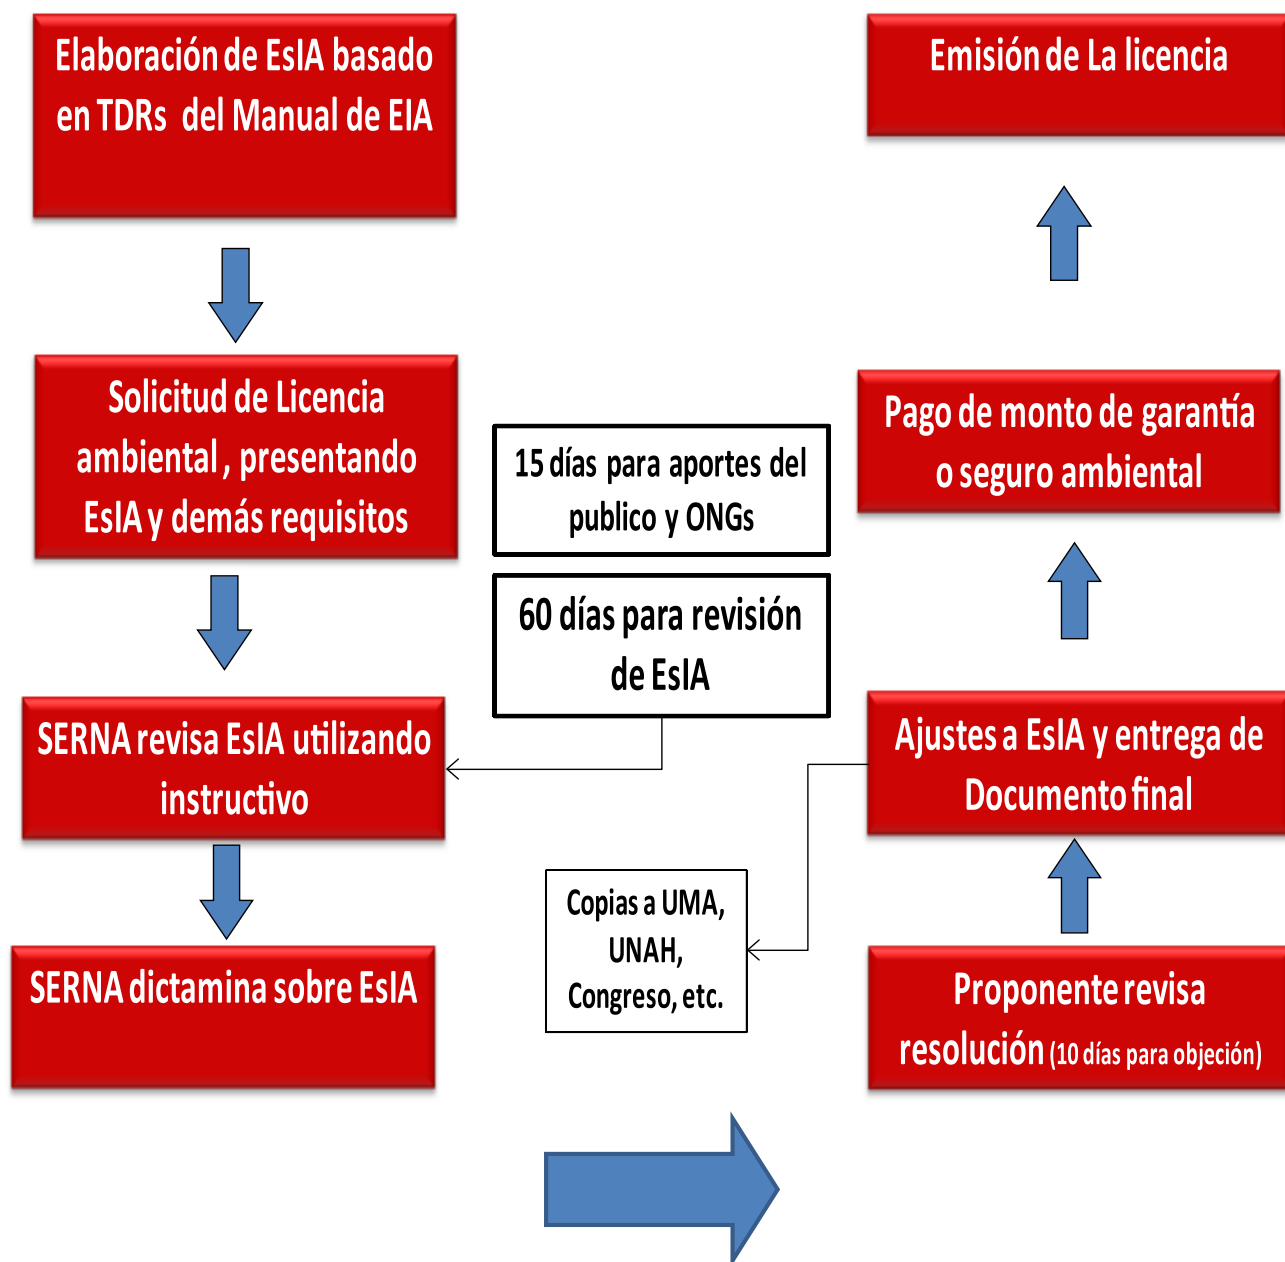 Elaboración de EsIA basado
en TDRs del Manual de EIA
Solicitud de Licencia
ambiental , presentando
EsIA y demás requisitos
15 días para aportes del
publico y ONGs
60 días para revisión
de EsIA
SERNA revisa EsIA utilizando
instructivo
SERNA dictamina sobre EsIA
Copias a UMA,
UNAH,
Congreso, etc.
Proponente revisa
resolución (10 días para objeción)
Ajustes a EsIA y entrega de
Documento final
Pago de monto de garantía
o seguro ambiental
Emisión de La licencia